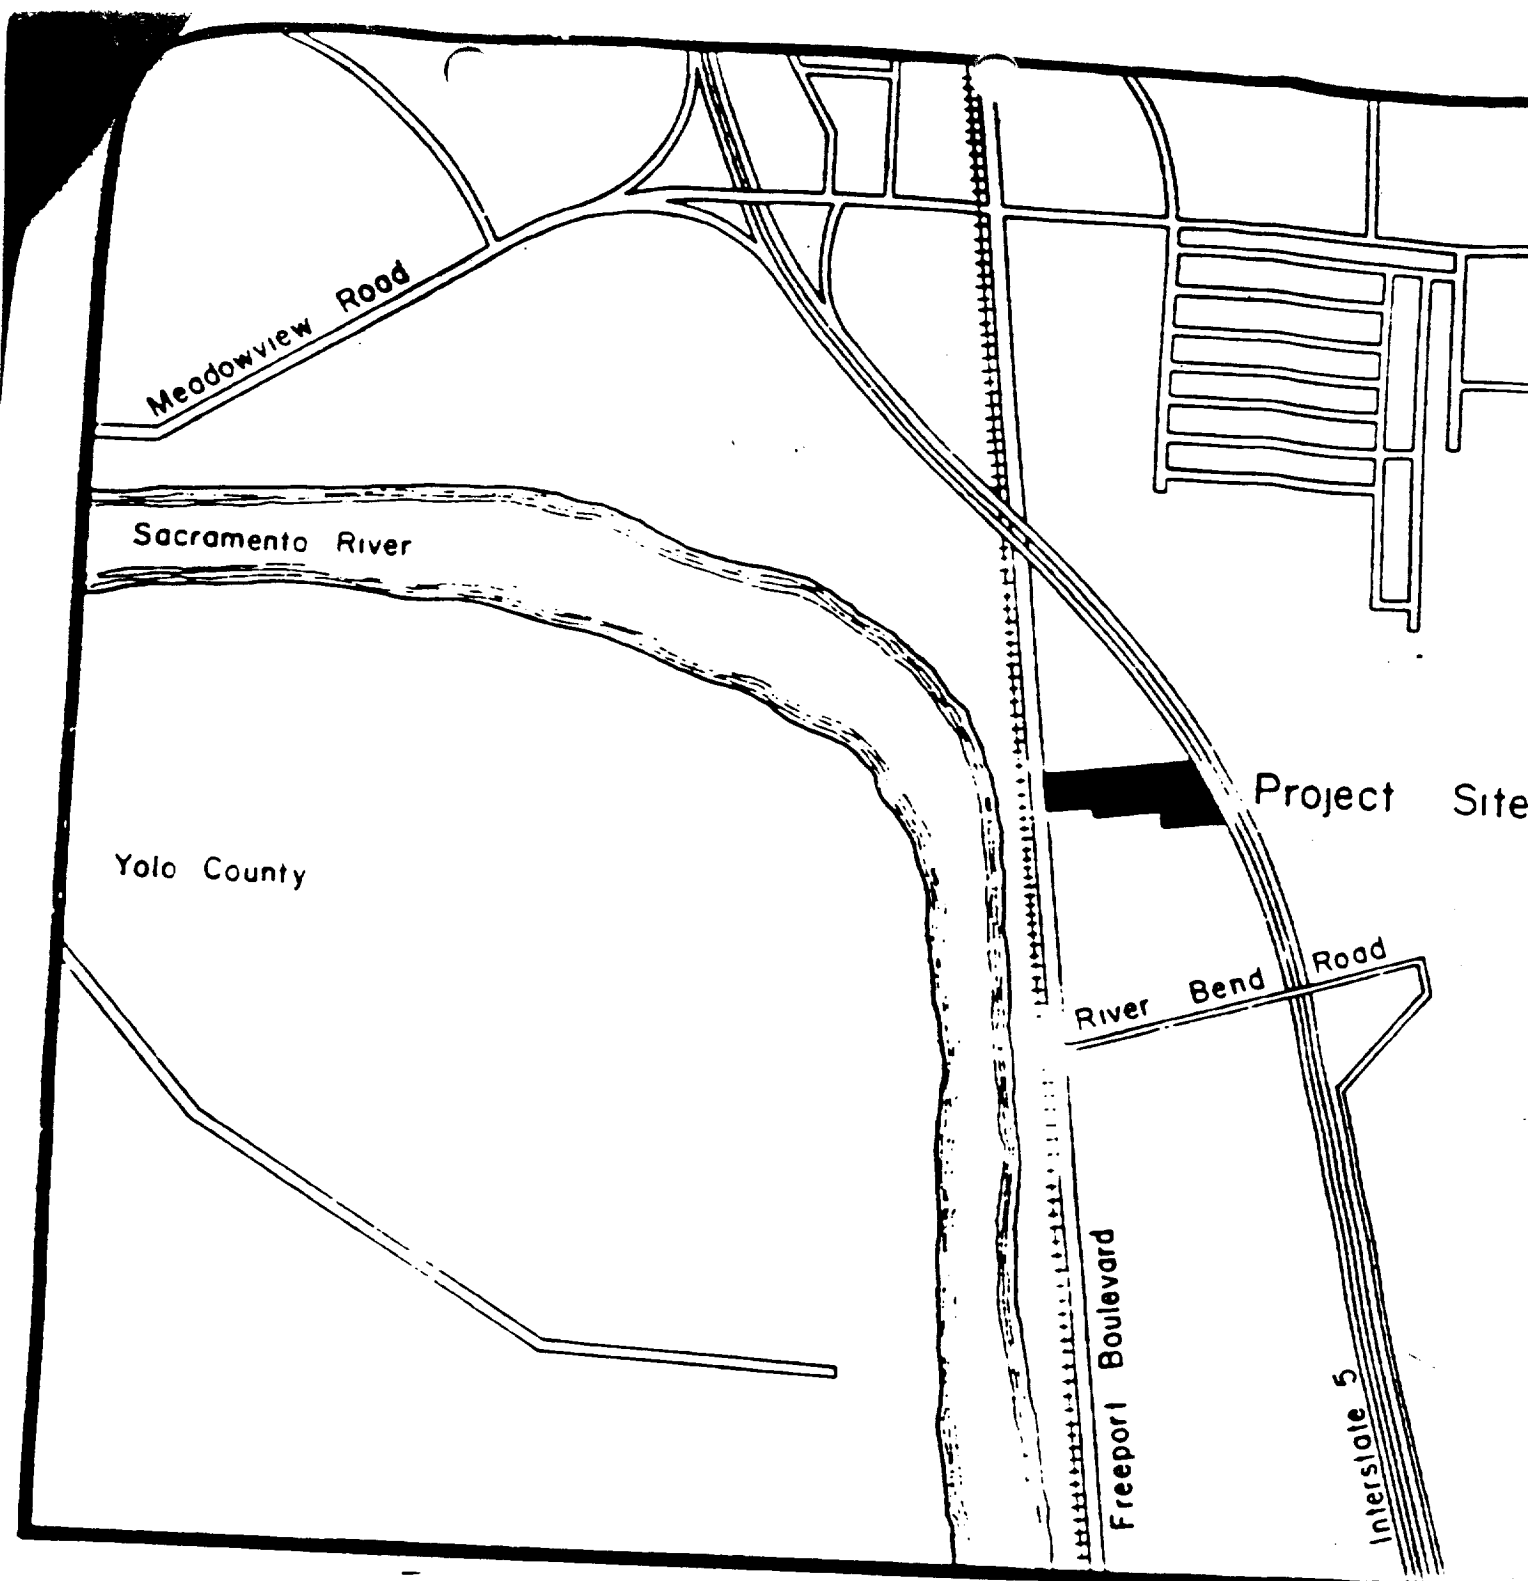 Meadowview Road
Sacramento River
Project Site
Yolo County
River Bend Road
Freeport Boulevard
Interstate 5